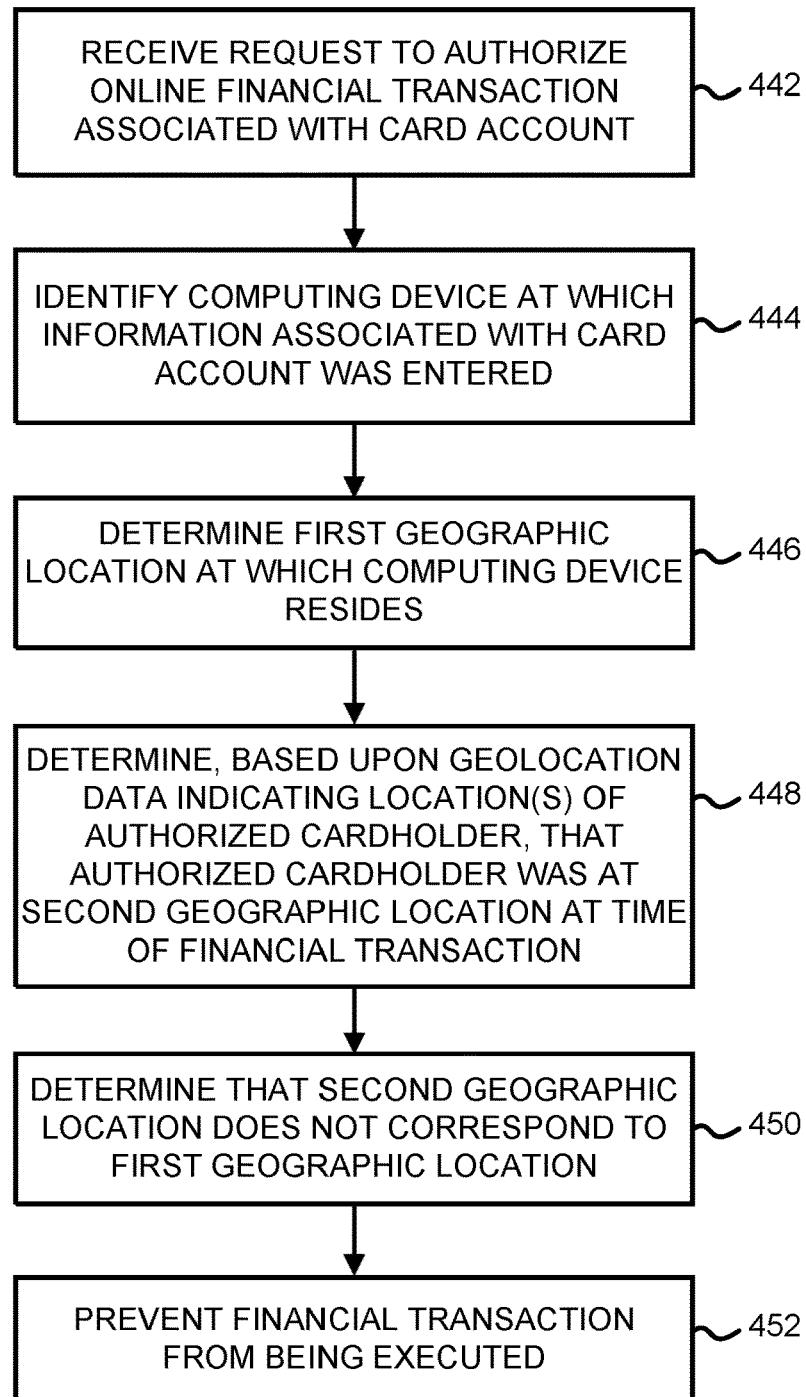 RECEIVE REQUEST TO AUTHORIZE
ONLINE FINANCIAL TRANSACTION
ASSOCIATED WITH CARD ACCOUNT
442
IDENTIFY COMPUTING DEVICE AT WHICH
INFORMATION ASSOCIATED WITH CARD
ACCOUNT WAS ENTERED
444
DETERMINE FIRST GEOGRAPHIC
LOCATION AT WHICH COMPUTING DEVICE
RESIDES
446
DETERMINE, BASED UPON GEOLOCATION
DATA INDICATING LOCATION(S) OF
AUTHORIZED CARDHOLDER, THAT
AUTHORIZED CARDHOLDER WAS AT
SECOND GEOGRAPHIC LOCATION AT TIME
OF FINANCIAL TRANSACTION
448
DETERMINE THAT SECOND GEOGRAPHIC
LOCATION DOES NOT CORRESPOND TO
FIRST GEOGRAPHIC LOCATION
450
PREVENT FINANCIAL TRANSACTION
FROM BEING EXECUTED
452